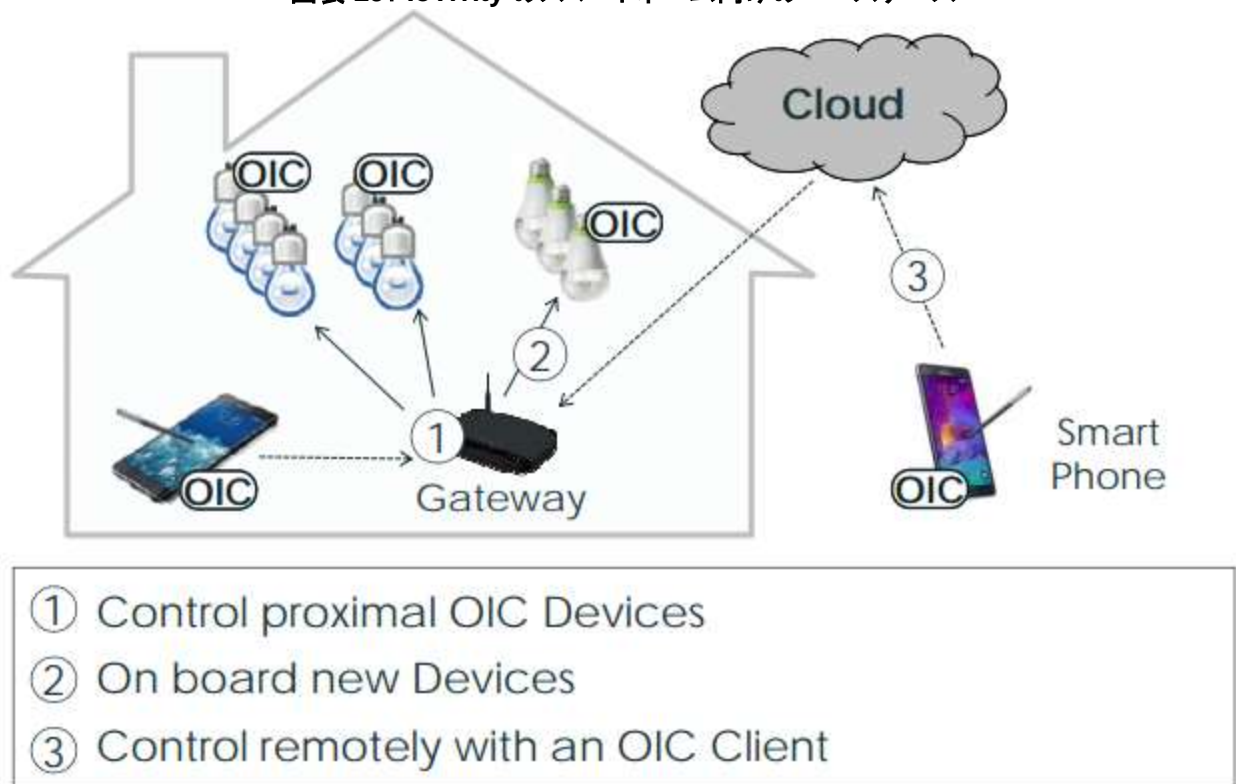 OIC
OIC
OIC
Cloud
3
2
1
OIC
Gateway
OIC
Smart
Phone
① Control proximal OIC Devices
② On board new Devices
③ Control remotely with an OIC Client